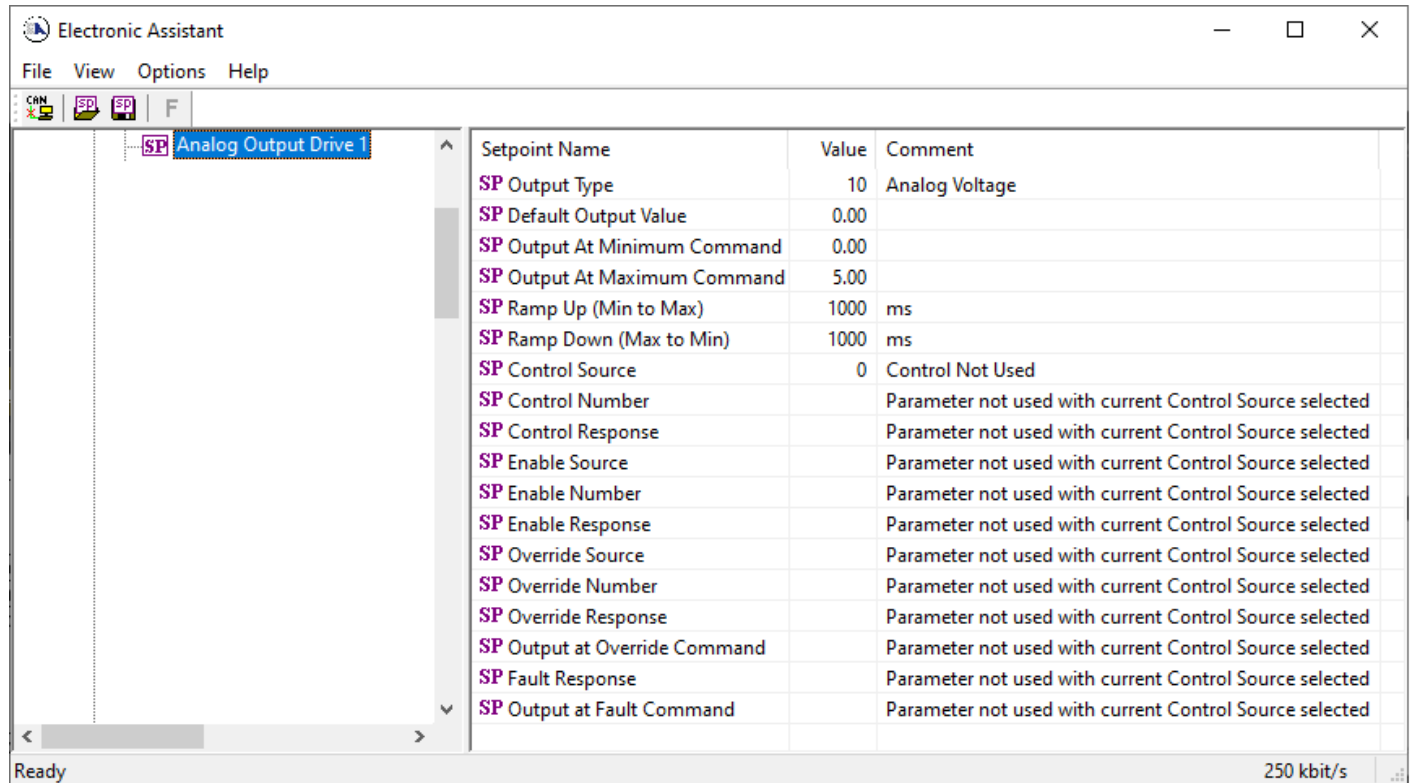 Electronic Assistant
File View Options Help
CAN SP SP F
SP Analog Output Drive 1
Setpoint Name Value Comment
SP Output Type 10 Analog Voltage
SP Default Output Value 0.00
SP Output At Minimum Command 0.00
SP Output At Maximum Command 5.00
SP Ramp Up (Min to Max) 1000 ms
SP Ramp Down (Max to Min) 1000 ms
SP Control Source 0 Control Not Used
SP Control Number Parameter not used with current Control Source selected
SP Control Response Parameter not used with current Control Source selected
SP Enable Source Parameter not used with current Control Source selected
SP Enable Number Parameter not used with current Control Source selected
SP Enable Response Parameter not used with current Control Source selected
SP Override Source Parameter not used with current Control Source selected
SP Override Number Parameter not used with current Control Source selected
SP Override Response Parameter not used with current Control Source selected
SP Output at Override Command Parameter not used with current Control Source selected
SP Fault Response Parameter not used with current Control Source selected
SP Output at Fault Command Parameter not used with current Control Source selected
Ready 250 kbit/s